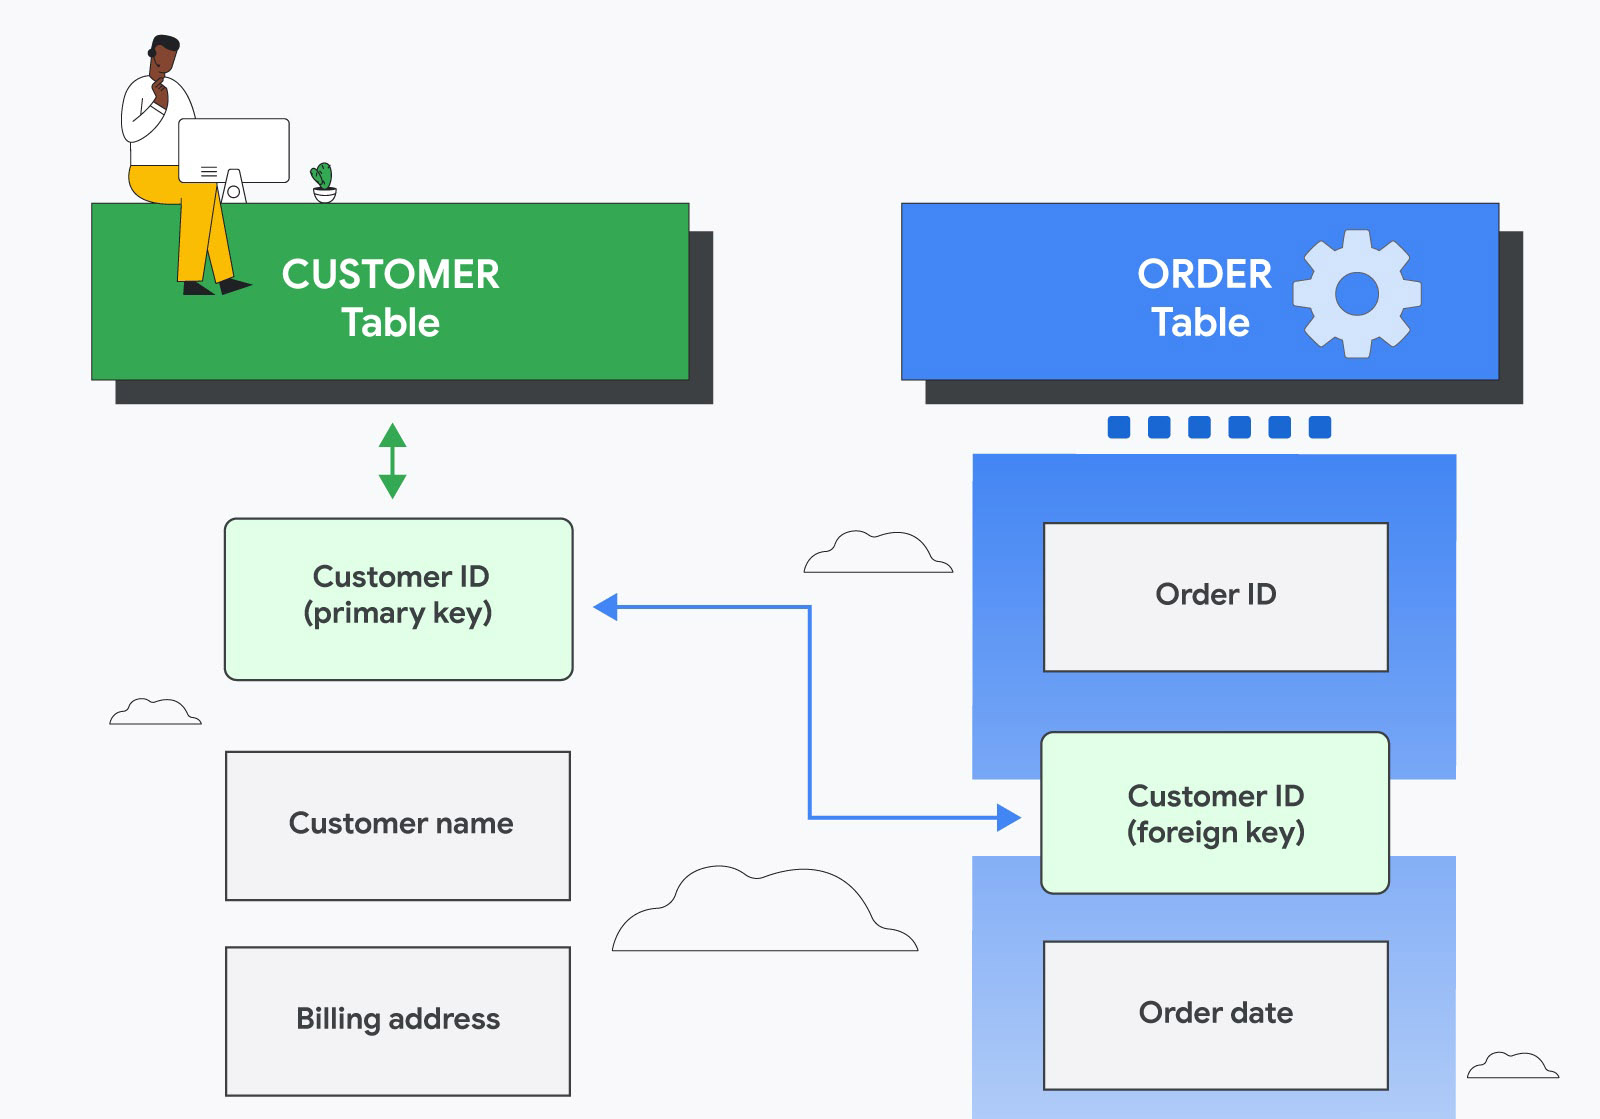 CUSTOMER
Table
Customer ID
(primary key)
Customer name
Billing address
ORDER
Table
Order ID
Customer ID
(foreign key)
Order date